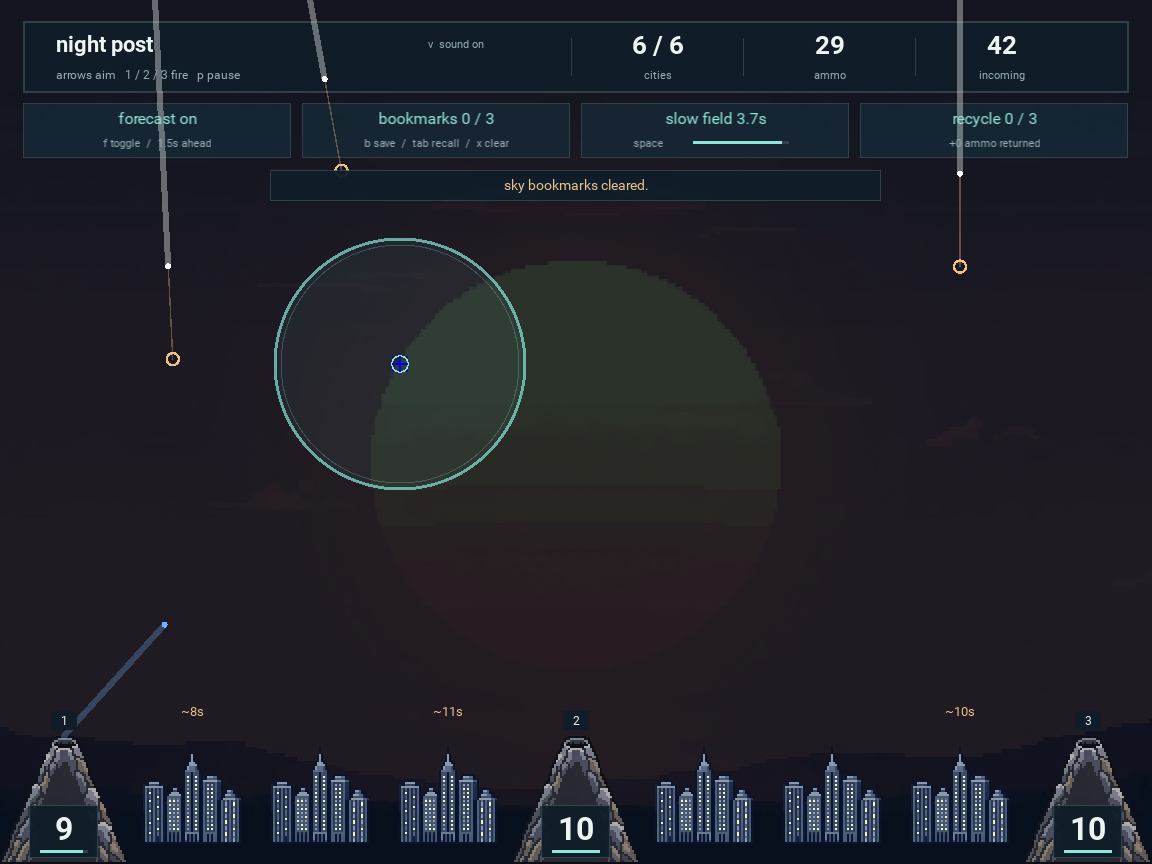 night post
v sound on
6 / 6
29
42
arrows aim 1 / 2 / 3 fire p pause
cities
ammo
incoming
forecast on
bookmarks 0 / 3
slow field 3.7s
recycle 0 / 3
f toggle / 1.5s ahead
b save / tab recall / x clear
space
+0 ammo returned
sky bookmarks cleared.
~8s
~11s
~10s
1
2
3
9
10
10